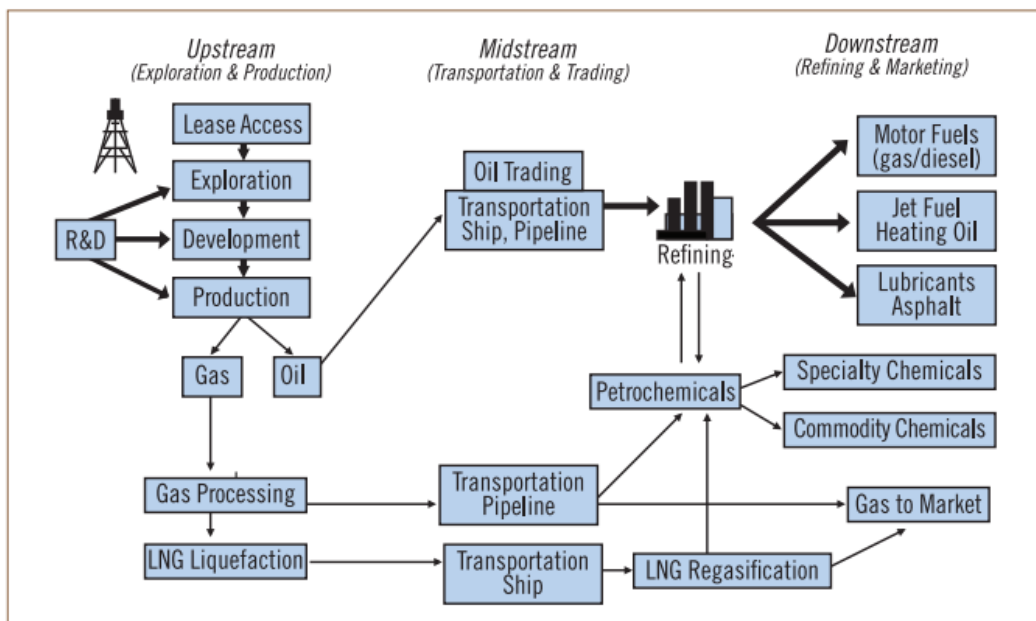 Upstream
(Exploration & Production)
Midstream
(Transportation & Trading)
Downstream
(Refining & Marketing)
Lease Access
Exploration
R&D
Development
Production
Gas
Oil
Oil Trading
Transportation
Ship, Pipeline
Refining
Motor Fuels
(gas/diesel)
Jet Fuel
Heating Oil
Lubricants
Asphalt
Petrochemicals
Specialty Chemicals
Commodity Chemicals
Gas Processing
Transportation
Pipeline
Gas to Market
LNG Liquefaction
Transportation
Ship
LNG Regasification